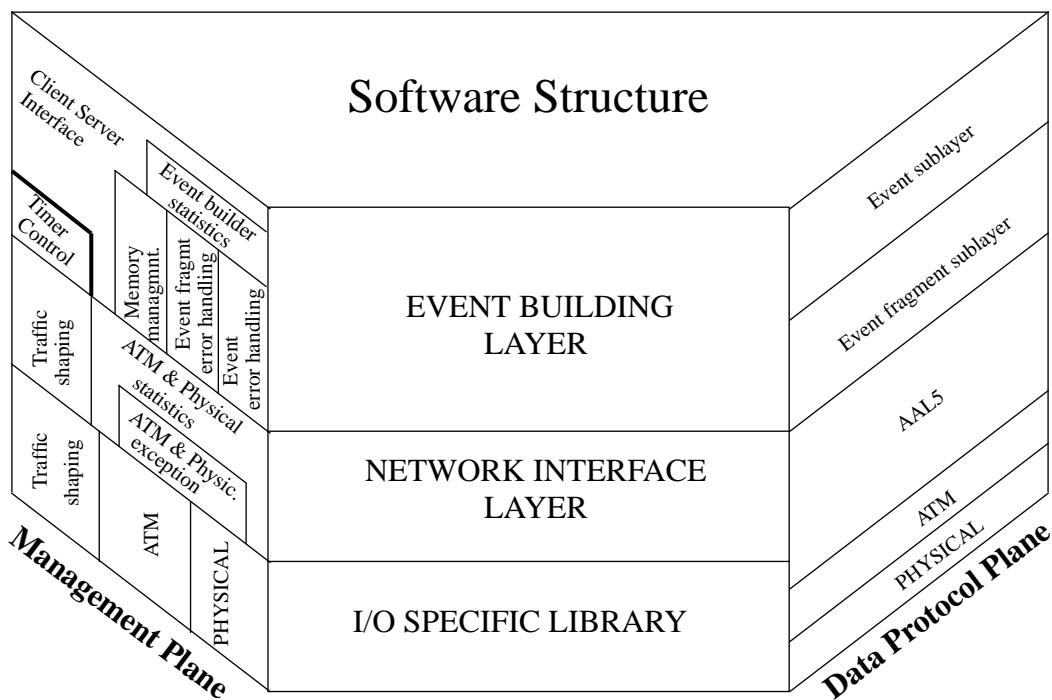 Software Structure
Client Server
Interface
Timer
Control
Event builder
statistics
Memory
managmnt.
Event fragmt
error handling
Event
error handling
Traffic
shaping
ATM & Physical
statistics
ATM & Physic.
exception
Traffic
shaping
ATM
PHYSICAL
Management Plane
EVENT BUILDING
LAYER
NETWORK INTERFACE
LAYER
I/O SPECIFIC LIBRARY
Event sublayer
Event fragment sublayer
AAL5
ATM
PHYSICAL
Data Protocol Plane